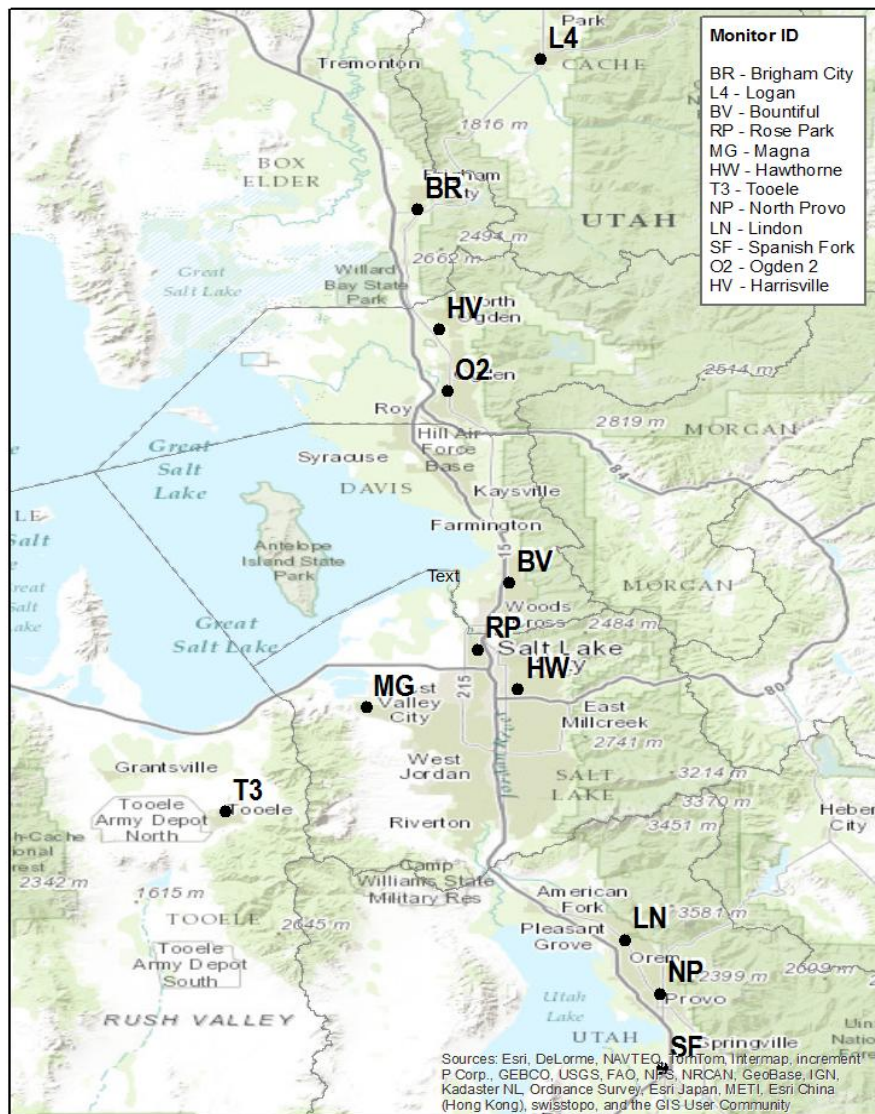 Park
L4
CACHE
Tremonton
1816 m
BOX
ELDER
BR
UTAH
2494 m
2662 m
Great
Salt Lake
Willard
Bay State
Park
HV
Ogden
O2
2514 m
Roy
2819 m
MORGAN
Hill Air
Force
Base
84
Great
Salt
Lake
Syracuse
DAVIS
Kaysville
Farmington
15
Antelope
Island State
Park
Text
BV
MORGAN
Woods
Cross
2484 m
Great
Salt Lake
RP
Salt Lake
HW
80
215
MG
Valley
City
East
Millcreek
Jordan River
2741 m
West
Jordan
SALT
LAKE
3214 m
3370 m
3451 m
Heber
City
Grantsville
T3
Tooele
Tooele
Army Depot
North
Riverton
2342 m
1615 m
Camp
Williams State
Military Res
TOOELE
2645 m
American
Fork
3581 m
Pleasant
Grove
LN
Orem
Tooele
Army Depot
South
NP
2399 m
Provo
RUSH VALLEY
Utah
Lake
UTAH
SF
Springville
Monitor ID
BR - Brigham City
L4 - Logan
BV - Bountiful
RP - Rose Park
MG - Magna
HW - Hawthorne
T3 - Tooele
NP - North Provo
LN - Lindon
SF - Spanish Fork
O2 - Ogden 2
HV - Harrisville
Sources: Esri, DeLorme, NAVTEQ, TomTom, Intermap, increment
P Corp., GEBCO, USGS, FAO, NPS, NRCAN, GeoBase, IGN,
Kadaster NL, Ordnance Survey, Esri Japan, METI, Esri China
(Hong Kong), swisstopo, and the GIS User Community